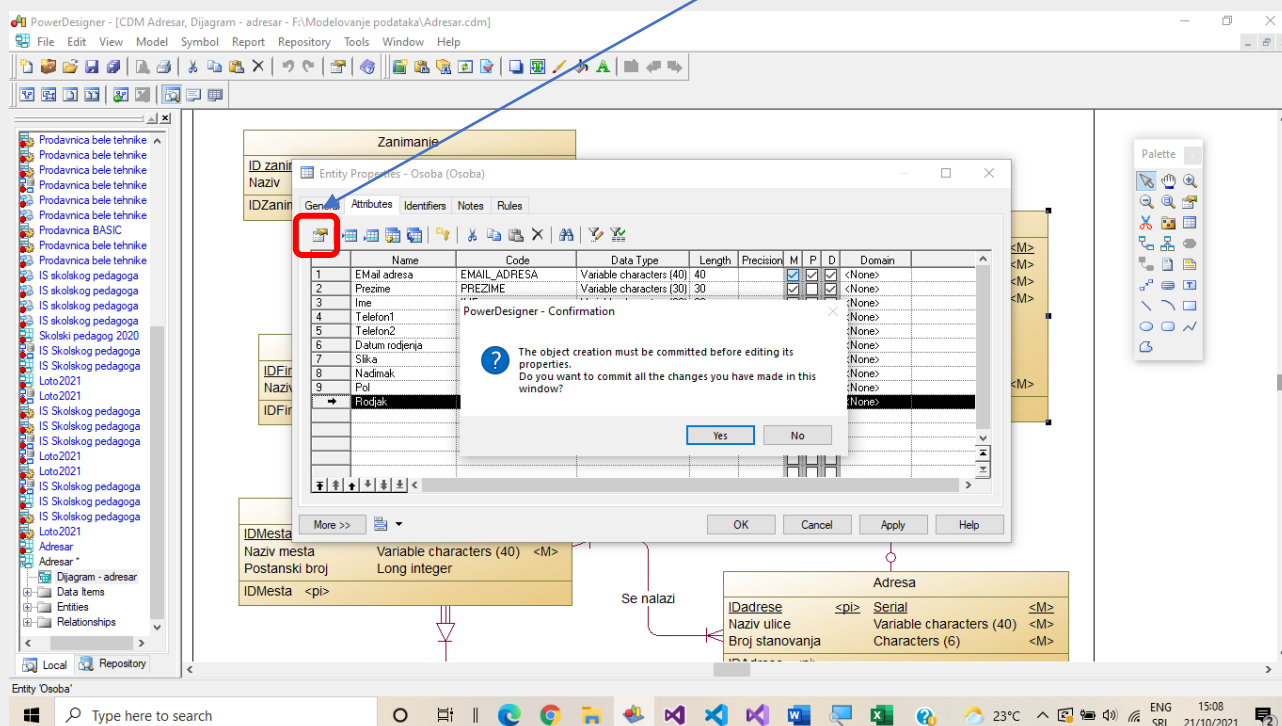 PowerDesigner - [CDM Adresar, Dijagram - adresar - F:\Modelovanje podataka\Adresar.cdm]
File Edit View Model Symbol Report Repository Tools Window Help
Prodavnica bele tehnike
Prodavnica bele tehnike
Prodavnica bele tehnike
Prodavnica bele tehnike
Prodavnica bele tehnike
Prodavnica bele tehnike
Prodavnica BASIC
Prodavnica bele tehnike
Prodavnica bele tehnike
IS skolskog pedagoga
IS skolskog pedagoga
IS skolskog pedagoga
IS skolskog pedagoga
Skolski pedagog 2020
IS Skolskog pedagoga
IS Skolskog pedagoga
Loto2021
Loto2021
IS Skolskog pedagoga
IS Skolskog pedagoga
IS Skolskog pedagoga
Loto2021
Loto2021
IS Skolskog pedagoga
IS Skolskog pedagoga
IS Skolskog pedagoga
Loto2021
Adresar
Adresar *
Dijagram - adresar
Data Items
Entities
Relationships
Local Repository
Zanimanje
ID zanim
Naziv
IDZanim
Entity Properties - Osoba (Osoba)
General Attributes Identifiers Notes Rules
Name Code Data Type Length Precision M P D Domain
1 EMail adresa EMAIL_ADRESA Variable characters (40) 40 <None>
2 Prezime PREZIME Variable characters (30) 30 <None>
3 Ime <None>
4 Telefon1 <None>
5 Telefon2 <None>
6 Datum rodjenja <None>
7 Slika <None>
8 Nadimak <None>
9 Pol <None>
Rodjak <None>
PowerDesigner - Confirmation
The object creation must be committed before editing its
properties.
Do you want to commit all the changes you have made in this
window?
Yes No
More >> OK Cancel Apply Help
<M>
<M>
<M>
<M>
<M>
IDFir
Naziv
IDFir
IDMesta
Naziv mesta Variable characters (40) <M>
Postanski broj Long integer
IDMesta <pi>
Se nalazi
Adresa
IDadrese <pi> Serial <M>
Naziv ulice Variable characters (40) <M>
Broj stanovanja Characters (6) <M>
Palette
Entity 'Osoba'
Type here to search
23°C
ENG
SRL
15:08
21/10/2021